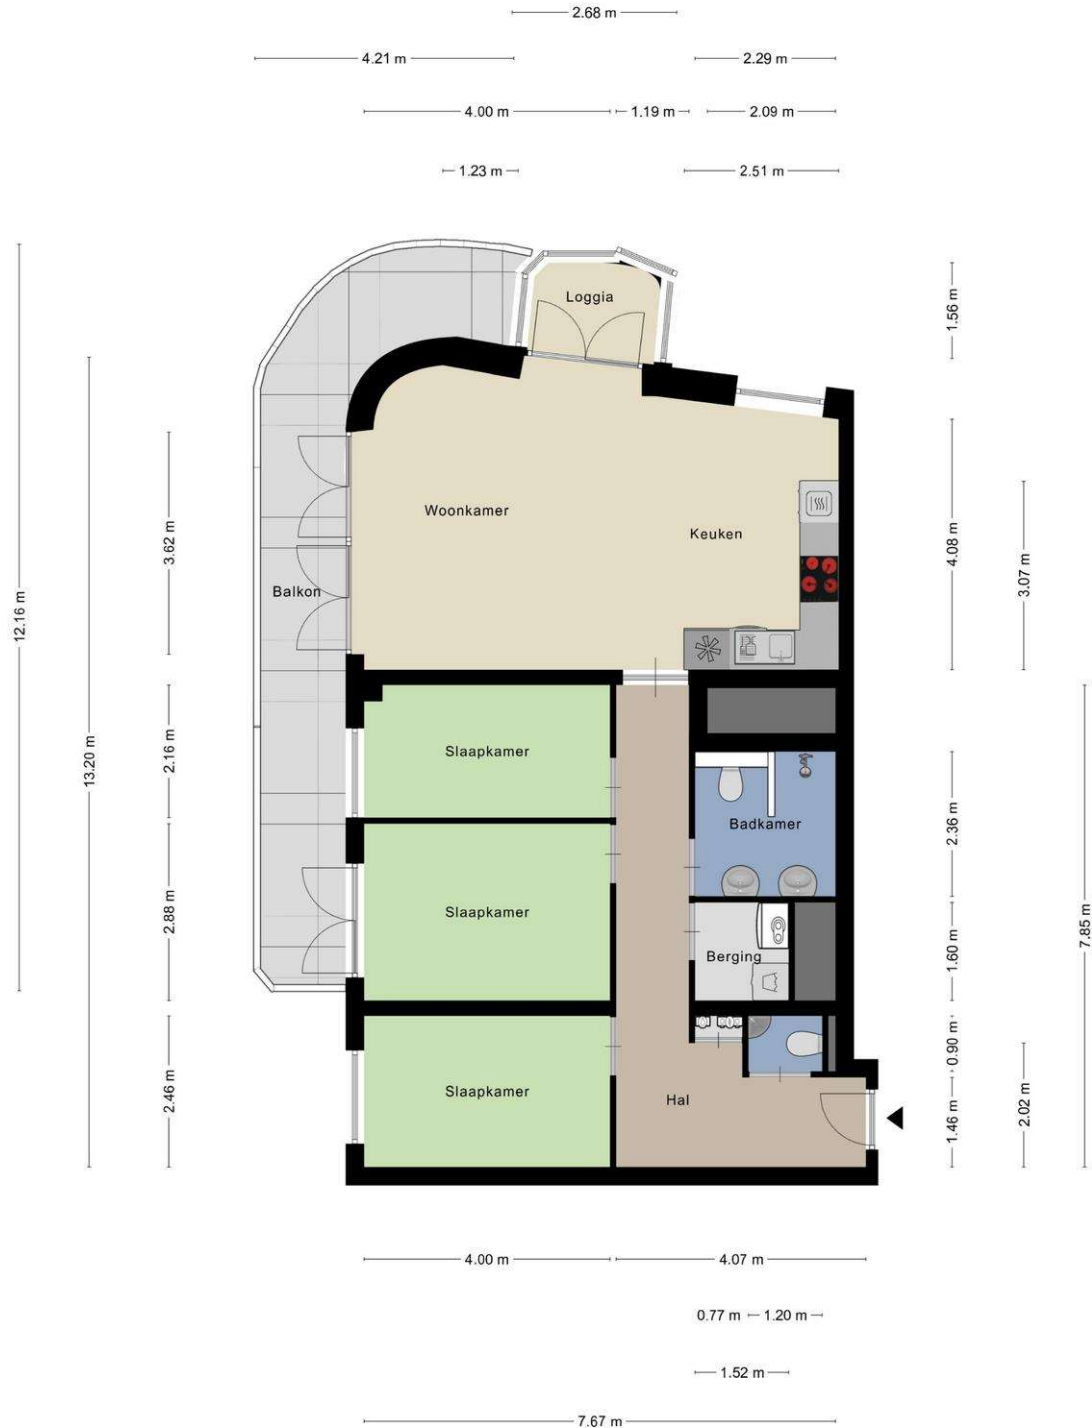 2.68 m
4.21 m
2.29 m
4.00 m
1.19 m
2.09 m
1.23 m
2.51 m
Loggia
1.56 m
Woonkamer
Keuken
3.62 m
4.08 m
3.07 m
Balkon
12.16 m
13.20 m
2.16 m
Slaapkamer
Badkamer
2.36 m
2.88 m
Slaapkamer
7.85 m
Berging
1.60 m
0.90 m
Slaapkamer
Hal
2.46 m
1.46 m
2.02 m
4.00 m
4.07 m
0.77 m
1.20 m
1.52 m
7.67 m